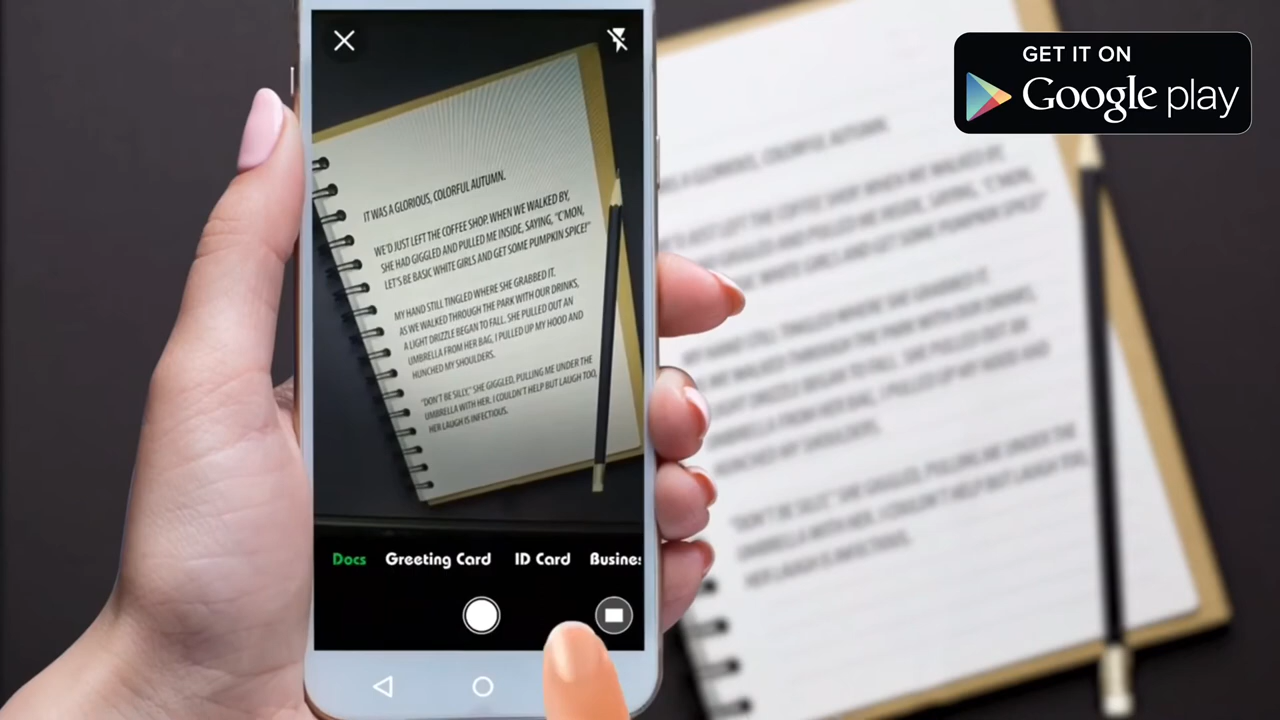 GET IT ON
Google play
IT WAS A GLORIOUS, COLORFUL AUTUMN.
WE'D JUST LEFT THE COFFEE SHOP. WHEN WE WALKED BY,
SHE HAD GIGGLED AND PULLED ME INSIDE, SAYING, "C'MON,
LET'S BE BASIC WHITE GIRLS AND GET SOME PUMPKIN SPICE!"
MY HAND STILL TINGLED WHERE SHE GRABBED IT.
AS WE WALKED THROUGH THE PARK WITH OUR DRINKS,
A LIGHT DRIZZLE BEGAN TO FALL. SHE PULLED OUT AN
UMBRELLA FROM HER BAG, I PULLED UP MY HOOD AND
HUNCHED MY SHOULDERS.
"DON'T BE SILLY," SHE GIGGLED, PULLING ME UNDER THE
UMBRELLA WITH HER. I COULDN'T HELP BUT LAUGH TOO,
HER LAUGH IS INFECTIOUS.
Docs Greeting Card ID Card Busines